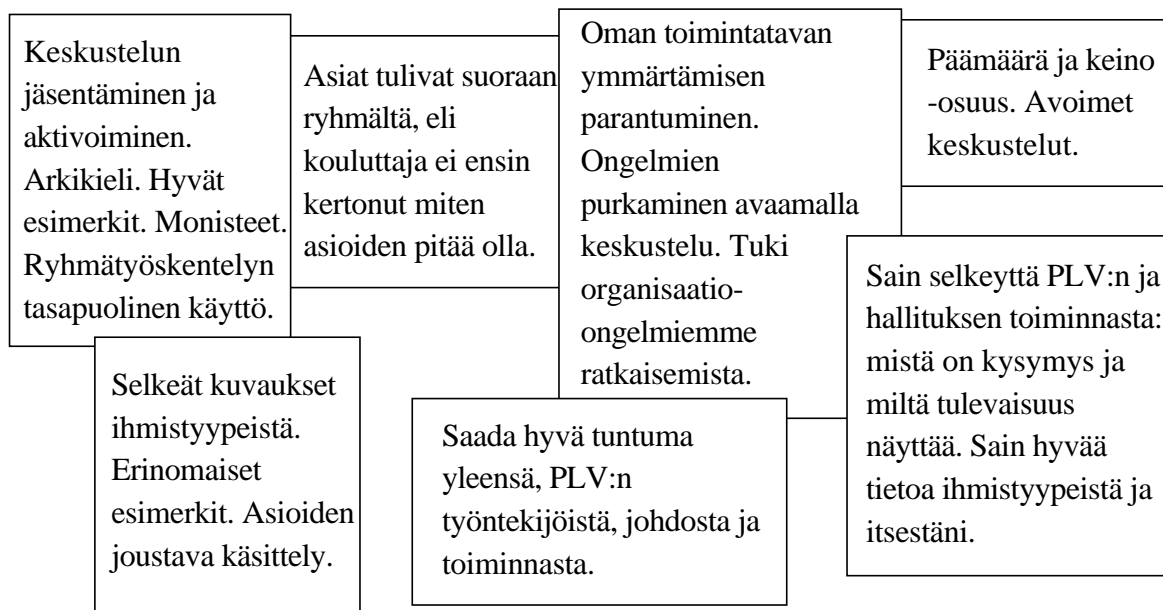 Keskustelun
jäsentäminen ja
aktivoiminen.
Arkikieli. Hyvät
esimerkit. Monisteet.
Ryhmätyöskentelyn
tasapuolinen käyttö.
Asiat tulivat suoraan
ryhmältä, eli
kouluttaja ei ensin
kertonut miten
asioiden pitää olla.
Oman toimintatavan
ymmärtämisen
parantuminen.
Ongelmien
purkaminen avaamalla
keskustelu. Tuki
organisaatio-
ongelmiemme
ratkaisemista.
Päämäärä ja keino
-osuus. Avoimet
keskustelut.
Selkeät kuvaukset
ihmistyypeistä.
Erinomaiset
esimerkit. Asioiden
joustava käsittely.
Saada hyvä tuntuma
yleensä, PLV:n
työntekijöistä, johdosta ja
toiminnasta.
Sain selkeyttä PLV:n ja
hallituksen toiminnasta:
mistä on kysymys ja
miltä tulevaisuus
näyttää. Sain hyvää
tietoa ihmistyypeistä ja
itsestäni.